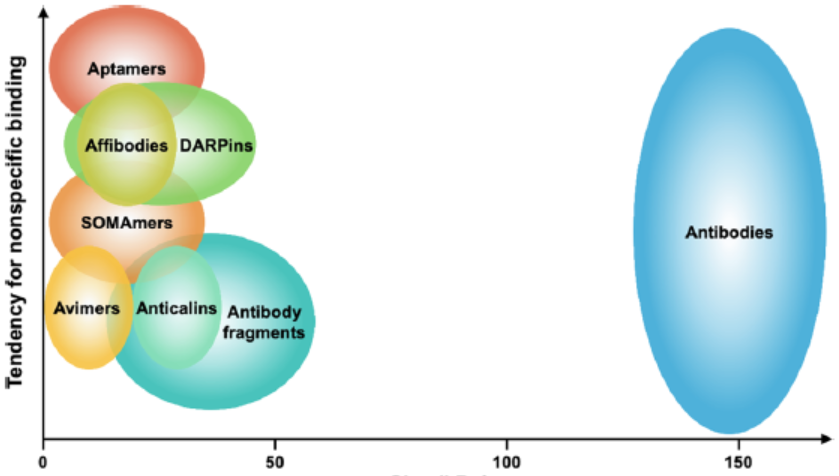 Tendency for nonspecific binding
Aptamers
Affibodies
DARPins
SOMAmers
Avimers
Anticalins
Antibody
fragments
Antibodies
0
50
100
150